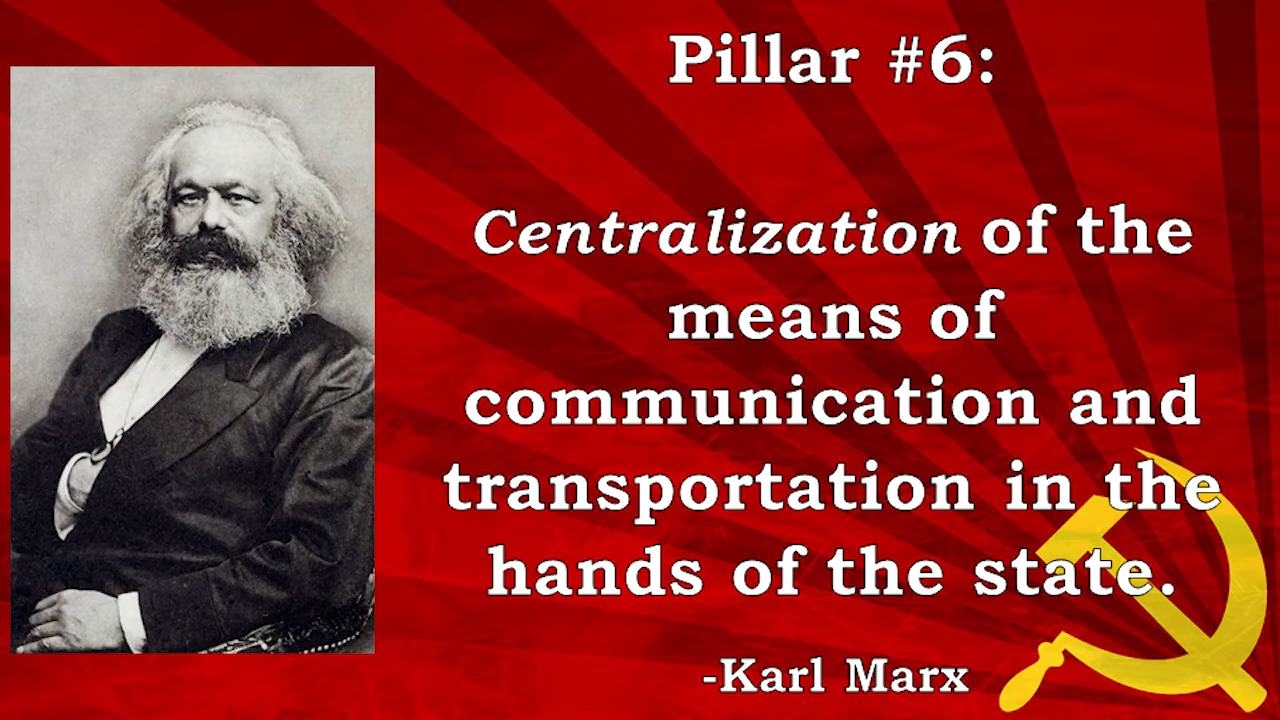 Pillar #6:
Centralization of the
means of
communication and
transportation in the
hands of the state.
-Karl Marx